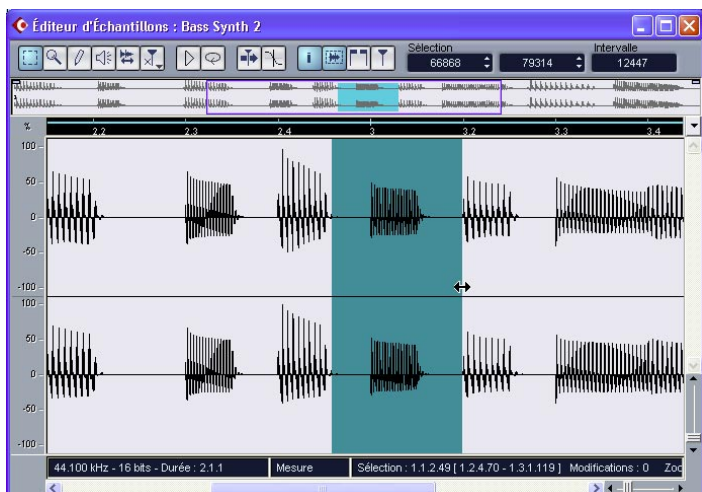 Éditeur d'Échantillons : Bass Synth 2
Sélection Intervalle
66868 79314 12447
1
% 2.2 2.3 2.4 3 3.2 3.3 3.4
100
50
0
-50
-100
100
50
0
-50
-100
44.100 kHz - 16 bits - Durée : 2.1.1 Mesure Sélection : 1.1.2.49 [ 1.2.4.70 - 1.3.1.119 ] Modifications : 0 Zoo